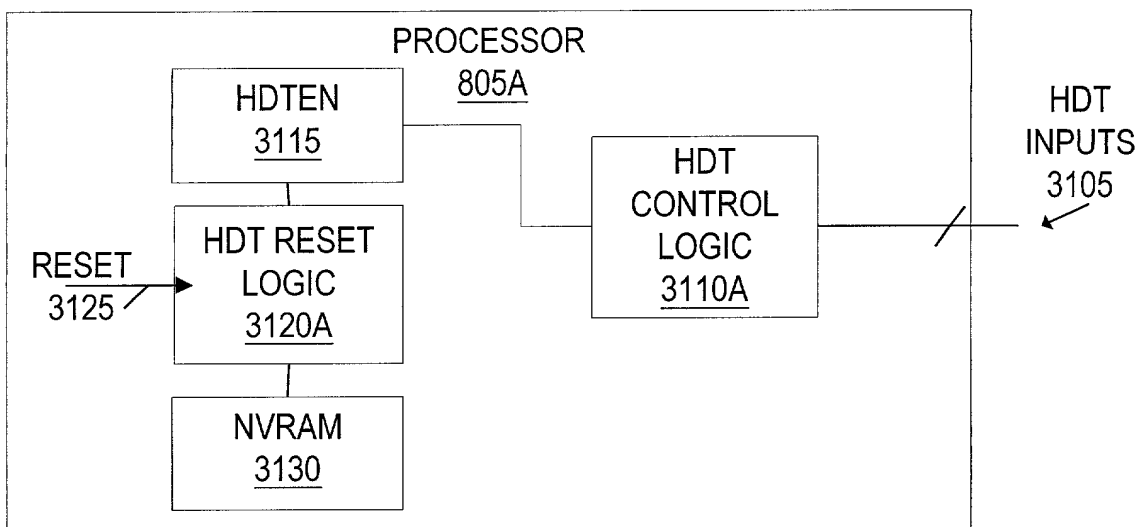 PROCESSOR
805A
HDTEN
3115
HDT RESET
LOGIC
3120A
RESET
3125
NVRAM
3130
HDT
CONTROL
LOGIC
3110A
HDT
INPUTS
3105